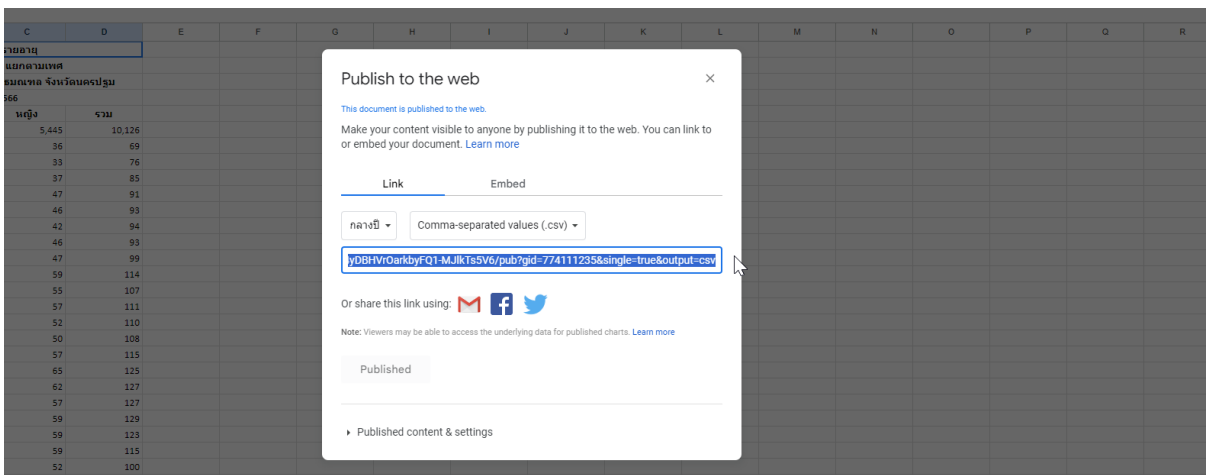 C D E F G H I J K L M N O P Q R
รายอายุ
แยกตามเพศ
จังหวัดนครปฐม
566
หญิง รวม
5,445 10,126
36 69
33 76
37 85
47 91
46 93
42 94
46 93
47 99
59 114
55 107
57 111
52 110
50 108
57 115
65 125
62 127
57 127
59 129
59 123
59 115
52 100
Publish to the web
This document is published to the web.
Make your content visible to anyone by publishing it to the web. You can link to
or embed your document. Learn more
Link Embed
กลางปี Comma-separated values (.csv)
yDBHVrOarkbyFQ1-MJlkTs5V6/pub?gid=774111235&single=true&output=csv
Or share this link using:
Note: Viewers may be able to access the underlying data for published charts. Learn more
Published
Published content & settings